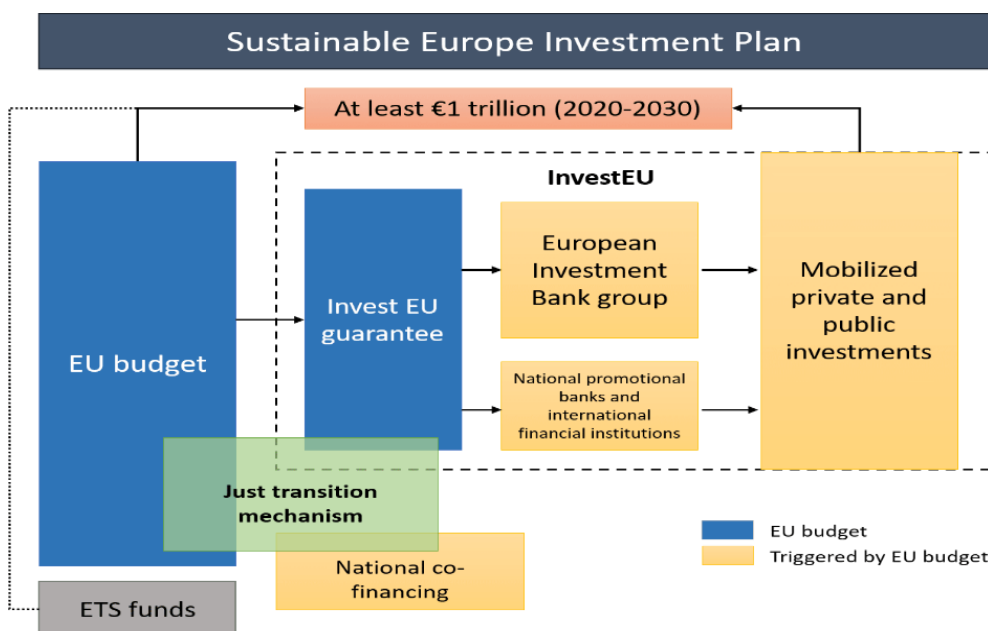 Sustainable Europe Investment Plan
At least €1 trillion (2020-2030)
InvestEU
EU budget
Invest EU
guarantee
European
Investment
Bank group
National promotional
banks and
international
financial institutions
Mobilized
private and
public
investments
Just transition
mechanism
National co-
financing
ETS funds
EU budget
Triggered by EU budget